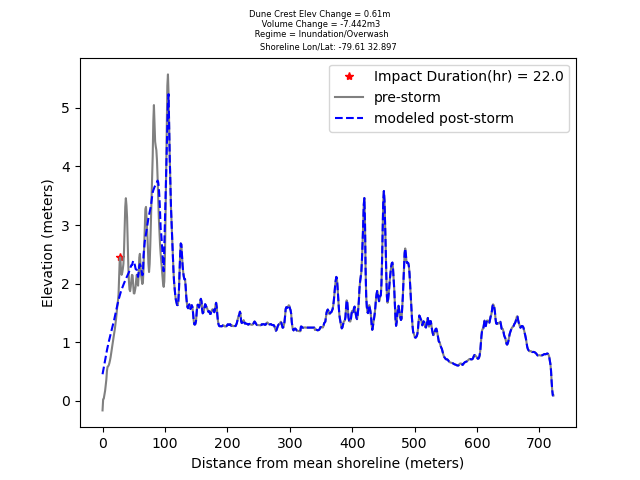 Dune Crest Elev Change = 0.61m
Volume Change = -7.442m3
Regime = Inundation/Overwash
Shoreline Lon/Lat: -79.61 32.897
Impact Duration(hr) = 22.0
pre-storm
modeled post-storm
Elevation (meters)
5
4
3
2
1
0
0 100 200 300 400 500 600 700
Distance from mean shoreline (meters)